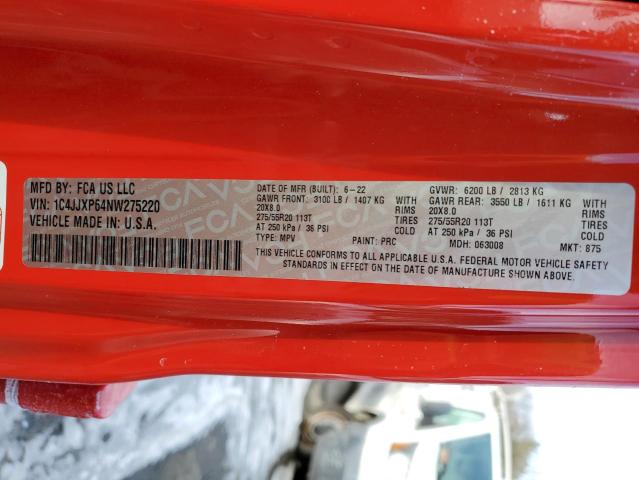 MFD BY: FCA US LLC
VIN: 1C4JJXP64NW275220
VEHICLE MADE IN: U.S.A.
DATE OF MFR (BUILT): 6-22 GVWR: 6200 LB / 2813 KG
GAWR FRONT: 3100 LB / 1407 KG WITH GAWR REAR: 3550 LB / 1611 KG WITH
20X8.0 RIMS 20X8.0 RIMS
275/55R20 113T TIRES 275/55R20 113T TIRES
AT 250 kPa / 36 PSI COLD AT 250 kPa / 36 PSI COLD
TYPE: MPV PAINT: PRC MDH: 063008 MKT: 875
THIS VEHICLE CONFORMS TO ALL APPLICABLE U.S.A. FEDERAL MOTOR VEHICLE SAFETY
STANDARDS IN EFFECT ON THE DATE OF MANUFACTURE SHOWN ABOVE.